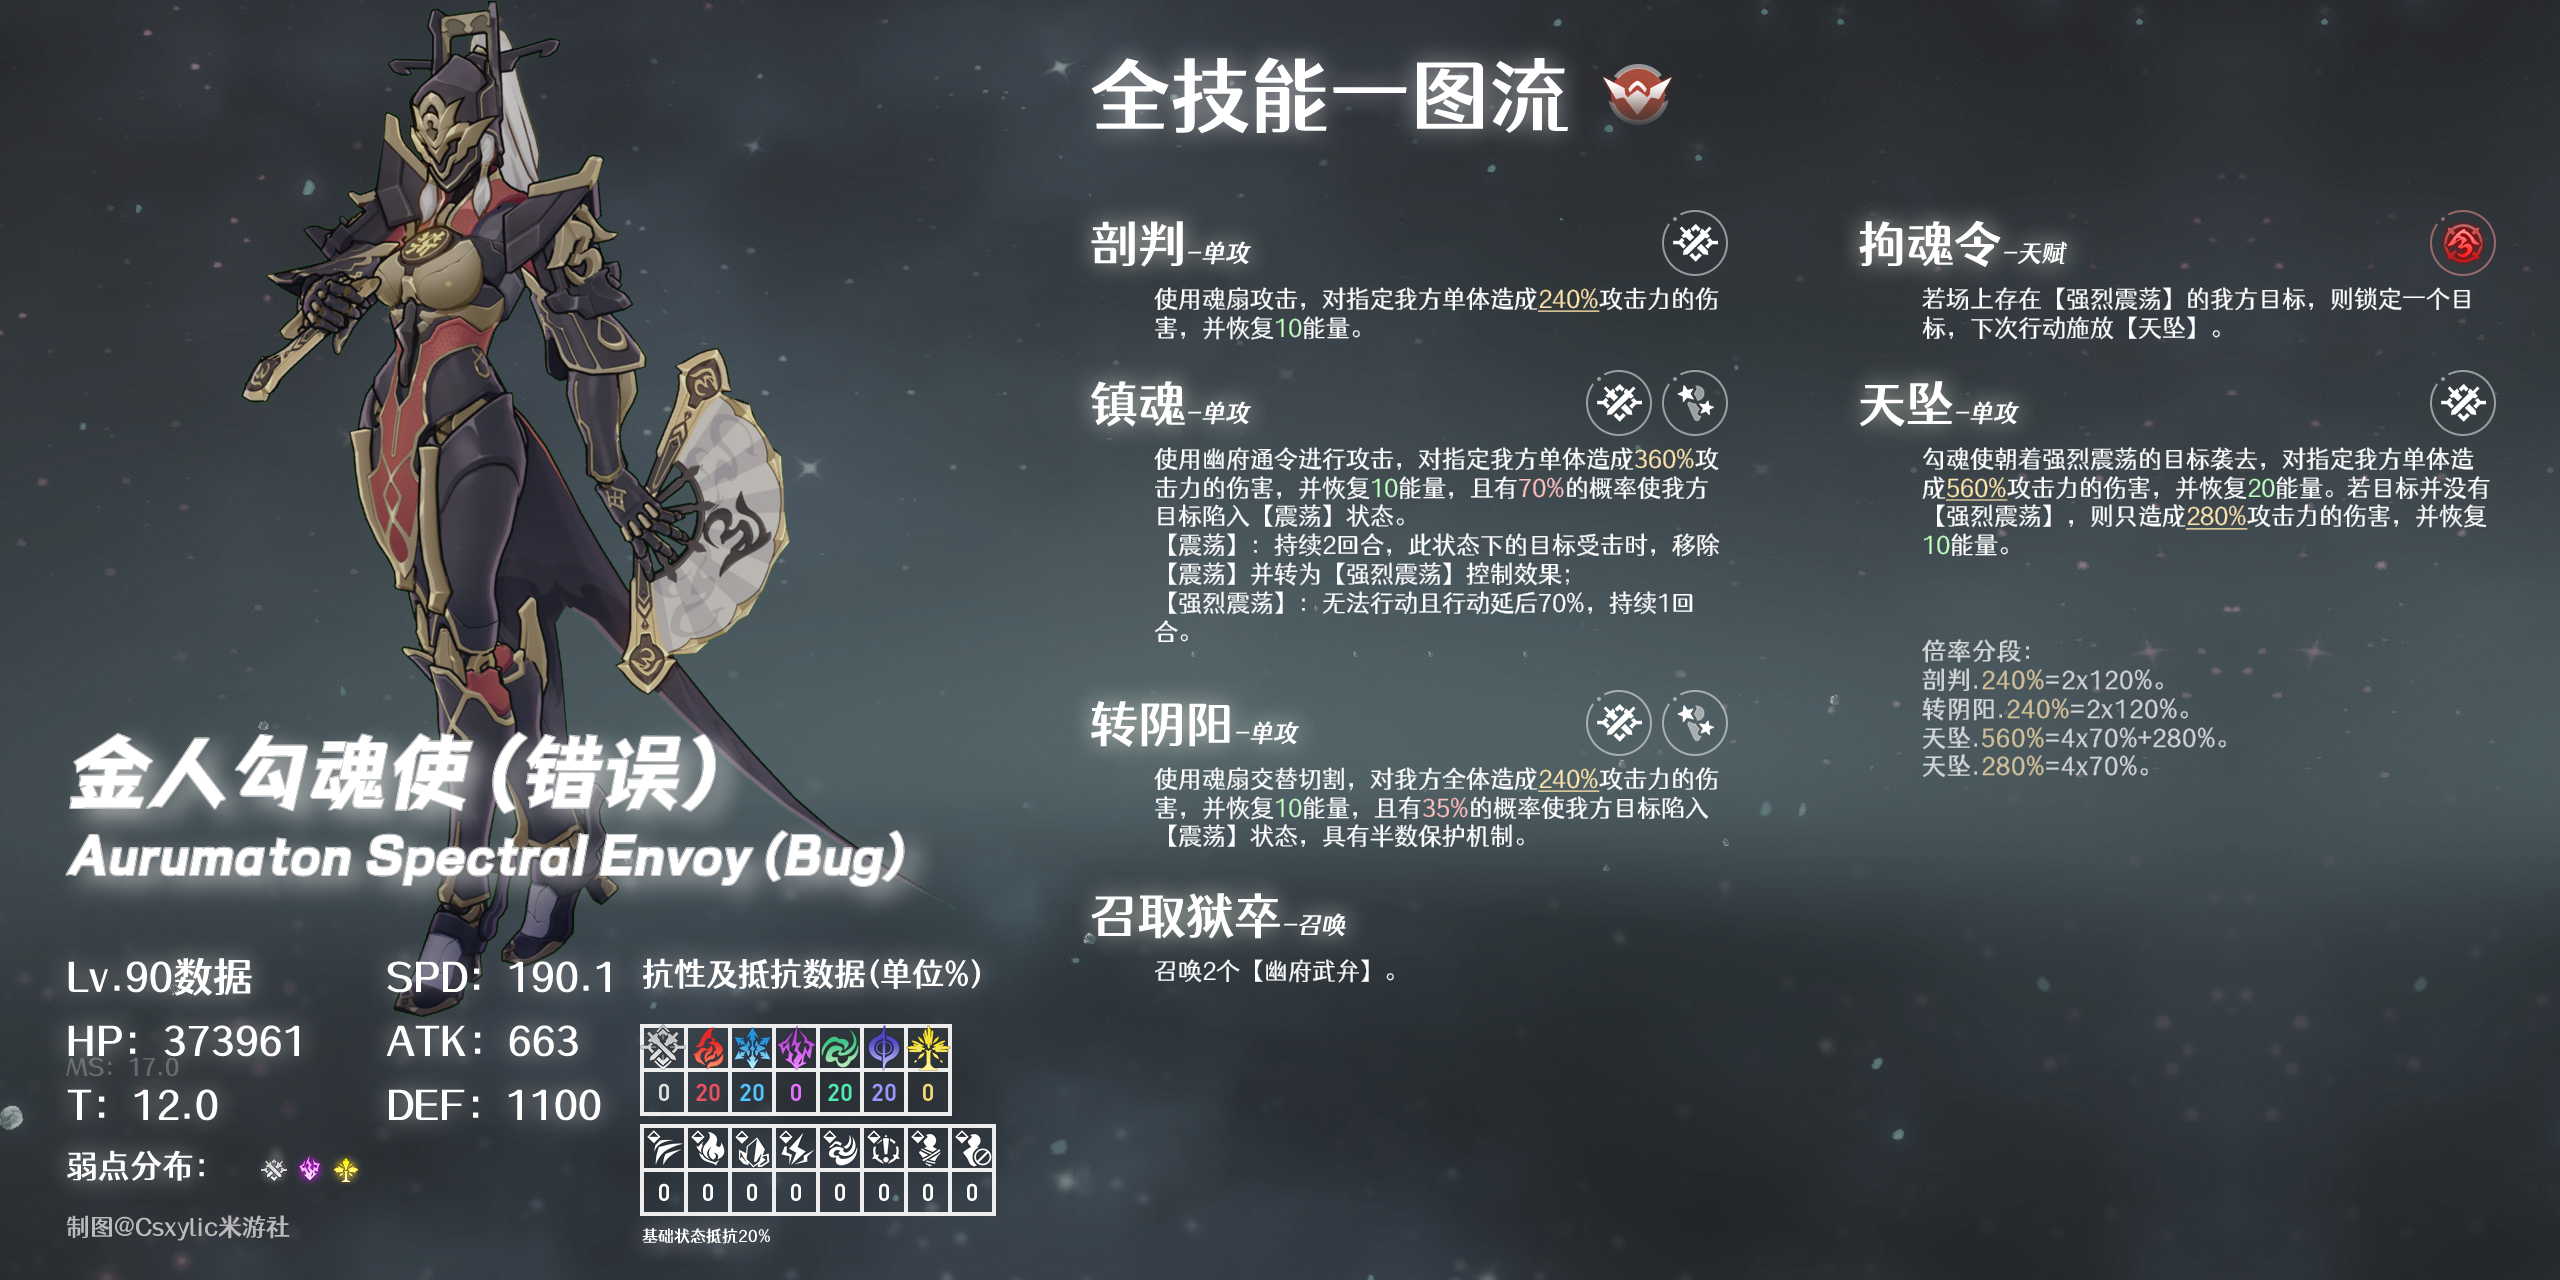 全技能一图流
剖判-单攻
使用魂扇攻击，对指定我方单体造成240%攻击力的伤
害，并恢复10能量。
镇魂-单攻
使用幽府通令进行攻击，对指定我方单体造成360%攻
击力的伤害，并恢复10能量，且有70%的概率使我方
目标陷入【震荡】状态。
【震荡】：持续2回合，此状态下的目标受击时，移除
【震荡】并转为【强烈震荡】控制效果；
【强烈震荡】：无法行动且行动延后70%，持续1回
合。
转阴阳-单攻
使用魂扇交替切割，对我方全体造成240%攻击力的伤
害，并恢复10能量，且有35%的概率使我方目标陷入
【震荡】状态，具有半数保护机制。
召取狱卒-召唤
召唤2个【幽府武弁】。
拘魂令-天赋
若场上存在【强烈震荡】的我方目标，则锁定一个目
标，下次行动施放【天坠】。
天坠-单攻
勾魂使朝着强烈震荡的目标袭去，对指定我方单体造
成560%攻击力的伤害，并恢复20能量。若目标并没有
【强烈震荡】，则只造成280%攻击力的伤害，并恢复
10能量。
倍率分段：
剖判.240%=2x120%。
转阴阳.240%=2x120%。
天坠.560%=4x70%+280%。
天坠.280%=4x70%。
金人勾魂使（错误）
Aurumaton Spectral Envoy (Bug)
Lv.90数据
SPD：190.1
HP：373961
ATK：663
MS：17.0
T：12.0
DEF：1100
弱点分布：
制图@Csxylic米游社
抗性及抵抗数据(单位%)
0 20 20 0 20 20 0
0 0 0 0 0 0 0 0
基础状态抵抗20%